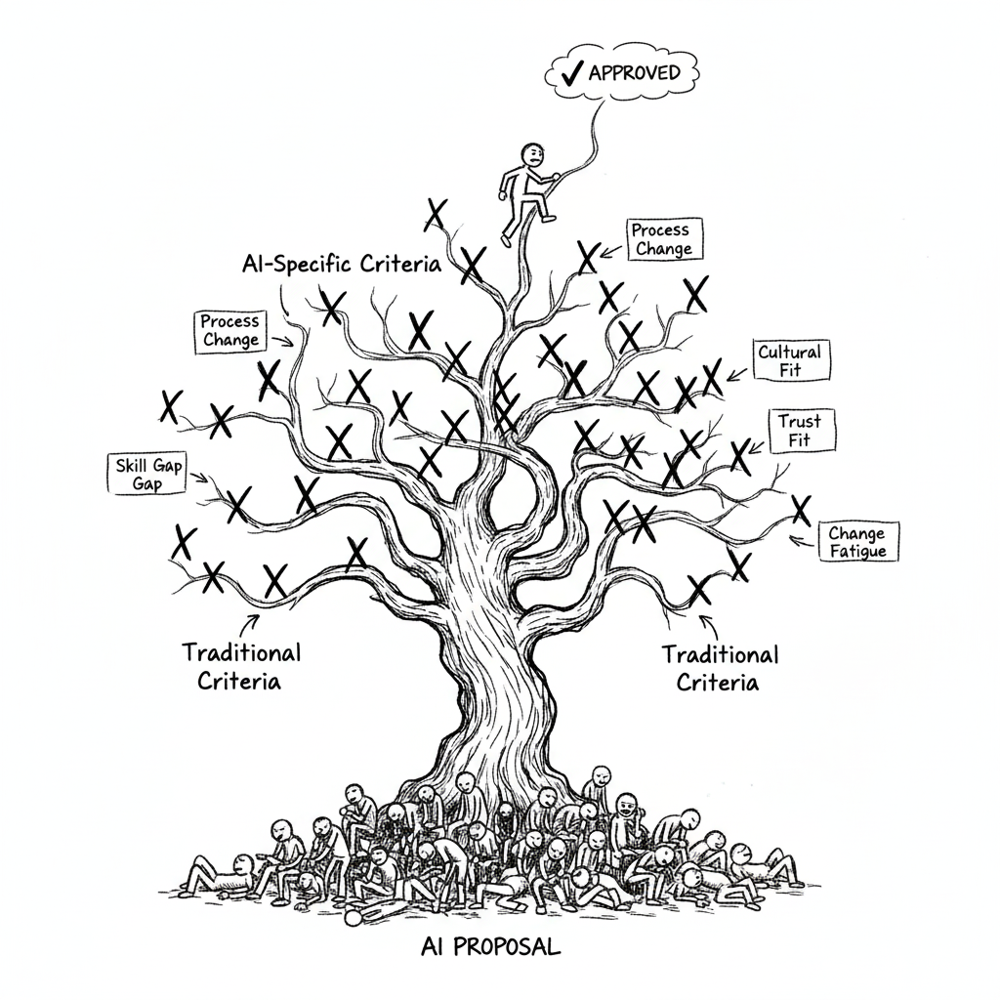 ✓ APPROVED
Process
Change
AI-Specific Criteria
Process
Change
Cultural
Fit
Trust
Fit
Skill Gap
Gap
Change
Fatigue
Traditional
Criteria
Traditional
Criteria
AI PROPOSAL